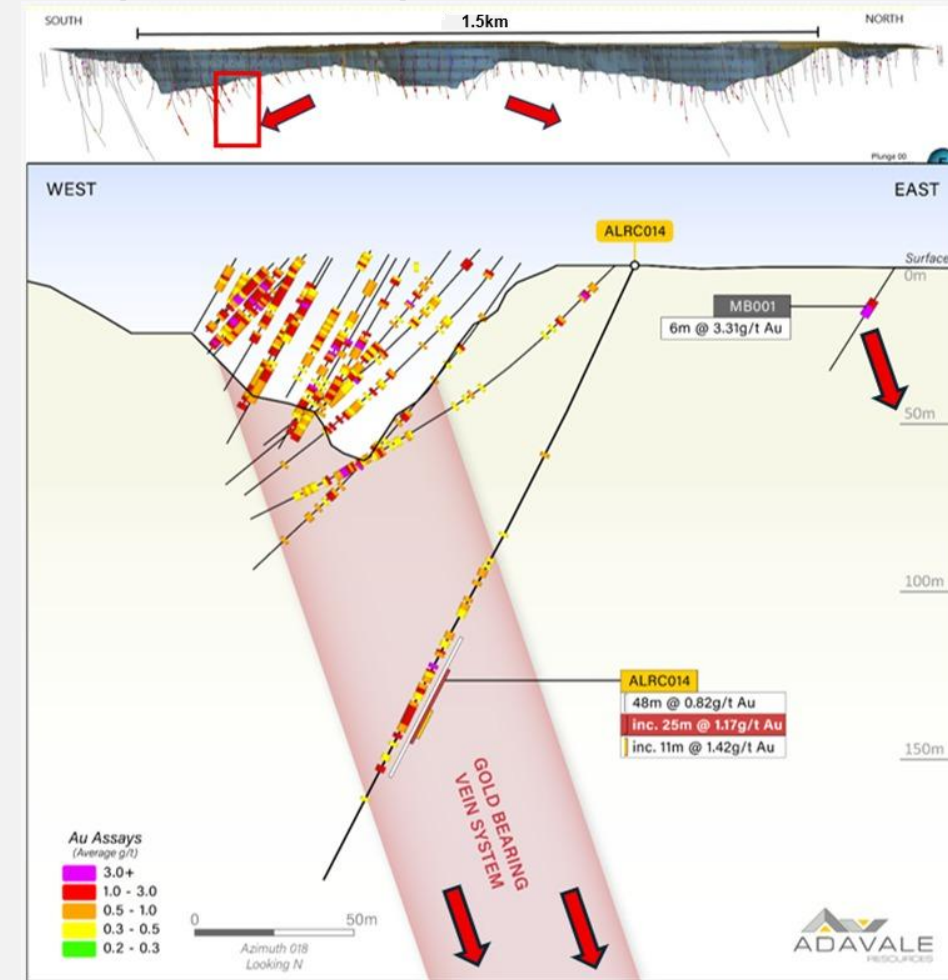 SOUTH
1.5km
NORTH
Plunge 00
WEST
EAST
ALRC014
Surface
0m
MB001
6m @ 3.31g/t Au
50m
100m
ALRC014
48m @ 0.82g/t Au
inc. 25m @ 1.17g/t Au
inc. 11m @ 1.42g/t Au
150m
GOLD BEARING
VEIN SYSTEM
Au Assays
(Average g/t)
3.0+
1.0 - 3.0
0.5 - 1.0
0.3 - 0.5
0.2 - 0.3
0
50m
Azimuth 018
Looking N
ADAVALE
RESOURCES